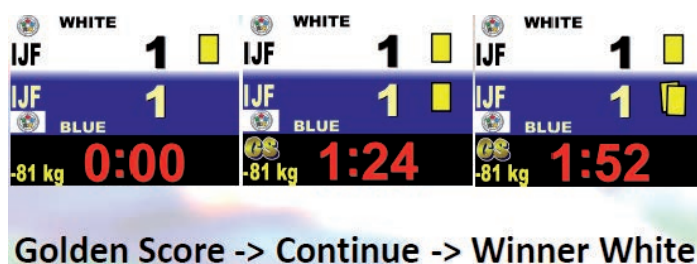 WHITE
IJF 1
IJF 1
BLUE
-81 kg 0:00
WHITE
IJF 1
IJF 1
BLUE
GS
-81 kg 1:24
WHITE
IJF 1
IJF 1
BLUE
GS
-81 kg 1:52
Golden Score -> Continue -> Winner White